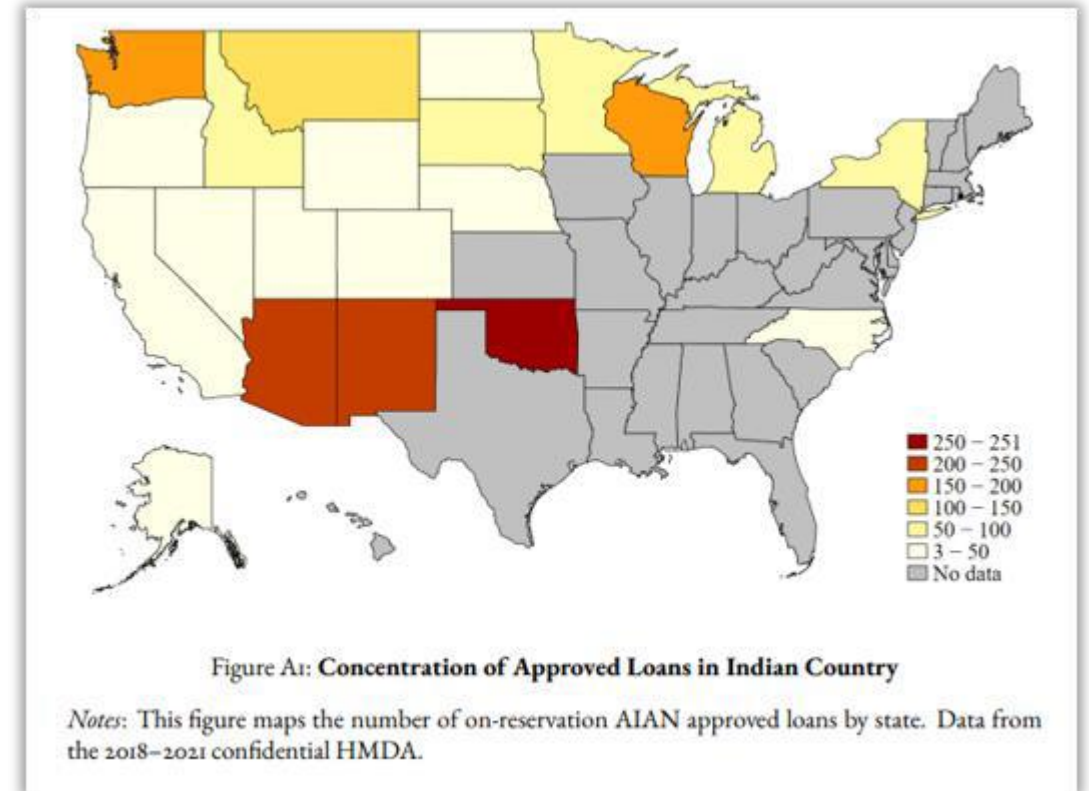 250 – 251
200 – 250
150 – 200
100 – 150
50 – 100
3 – 50
No data
Figure A1: Concentration of Approved Loans in Indian Country
Notes: This figure maps the number of on-reservation AIAN approved loans by state. Data from
the 2018–2021 confidential HMDA.